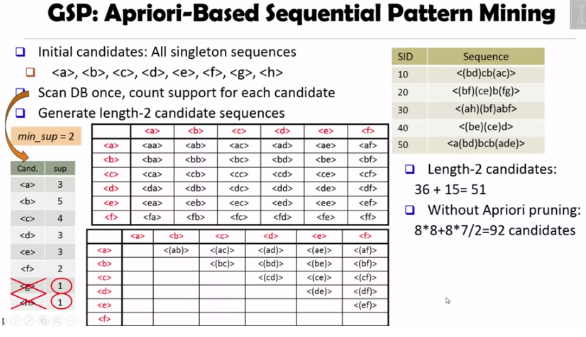 GSP: Apriori-Based Sequential Pattern Mining
Initial candidates: All singleton sequences
<a>, <b>, <c>, <d>, <e>, <f>, <g>, <h>
Scan DB once, count support for each candidate
Generate length-2 candidate sequences
min_sup = 2
Cand. sup
<a> 3
<b> 5
<c> 4
<d> 3
<e> 3
<f> 2
<g> 1
<h> 1
<a> <b> <c> <d> <e> <f>
<a> <aa> <ab> <ac> <ad> <ae> <af>
<b> <ba> <bb> <bc> <bd> <be> <bf>
<c> <ca> <cb> <cc> <cd> <ce> <cf>
<d> <da> <db> <dc> <dd> <de> <df>
<e> <ea> <eb> <ec> <ed> <ee> <ef>
<f> <fa> <fb> <fc> <fd> <fe> <ff>
<a> <b> <c> <d> <e> <f>
<a> <(ab)> <(ac)> <(ad)> <(ae)> <(af)>
<b> <(bc)> <(bd)> <(be)> <(bf)>
<c> <(cd)> <(ce)> <(cf)>
<d> <(de)> <(df)>
<e> <(ef)>
<f>
SID Sequence
10 <(bd)cb(ac)>
20 <(bf)(ce)b(fg)>
30 <(ah)(bf)abf>
40 <(be)(ce)d>
50 <a(bd)bcb(ade)>
Length-2 candidates:
36 + 15= 51
Without Apriori pruning:
8*8+8*7/2=92 candidates
3